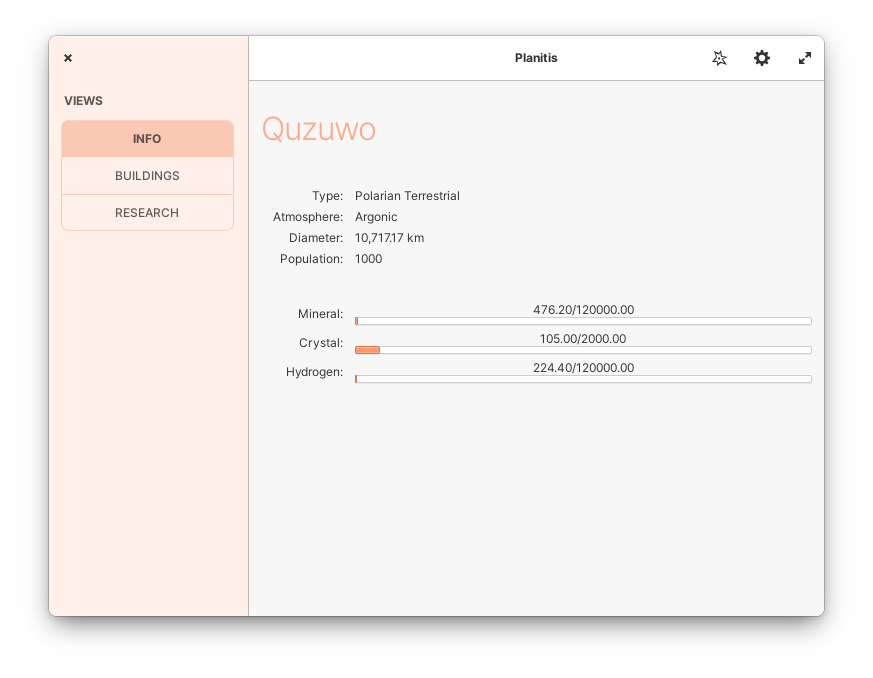 Planitis
VIEWS
INFO
BUILDINGS
RESEARCH
Quzuwo
Type: Polarian Terrestrial
Atmosphere: Argonic
Diameter: 10,717.17 km
Population: 1000
Mineral: 476.20/120000.00
Crystal: 105.00/2000.00
Hydrogen: 224.40/120000.00